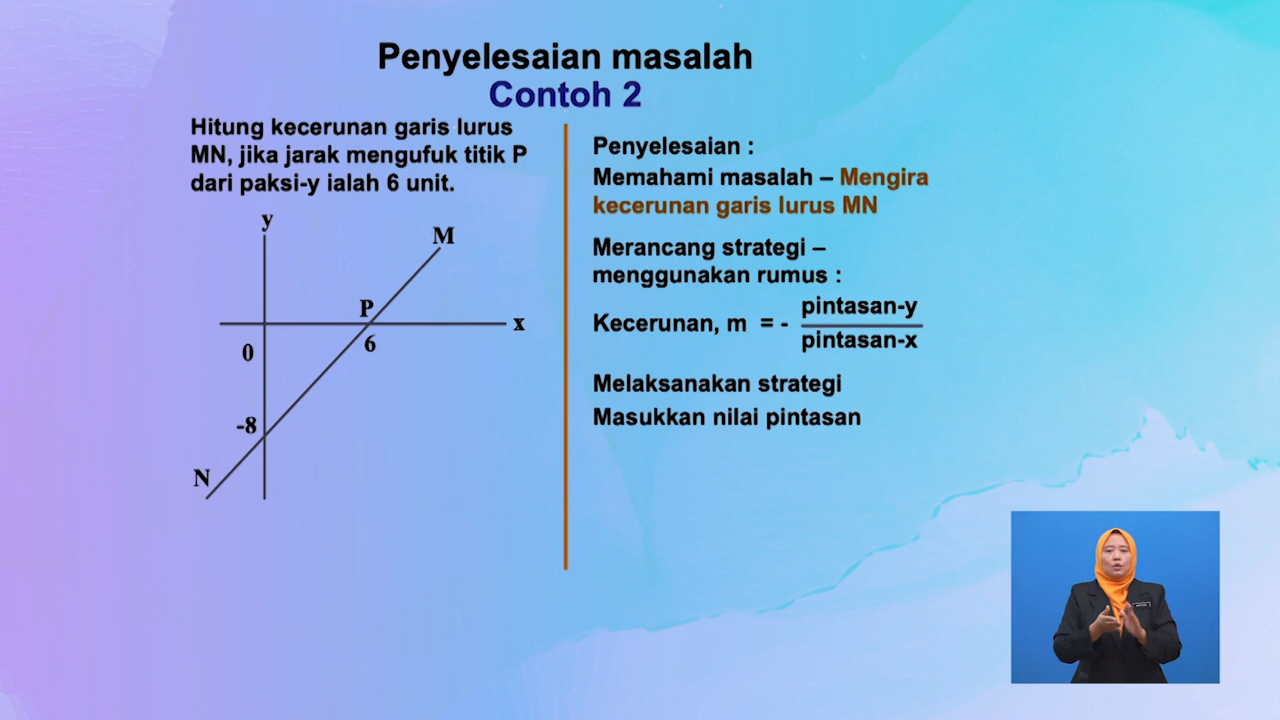 Penyelesaian masalah
Contoh 2
Hitung kecerunan garis lurus
MN, jika jarak mengufuk titik P
dari paksi-y ialah 6 unit.
y
M
P
x
0
6
-8
N
Penyelesaian :
Memahami masalah – Mengira
kecerunan garis lurus MN
Merancang strategi –
menggunakan rumus :
pintasan-y
Kecerunan, m = -
pintasan-x
Melaksanakan strategi
Masukkan nilai pintasan